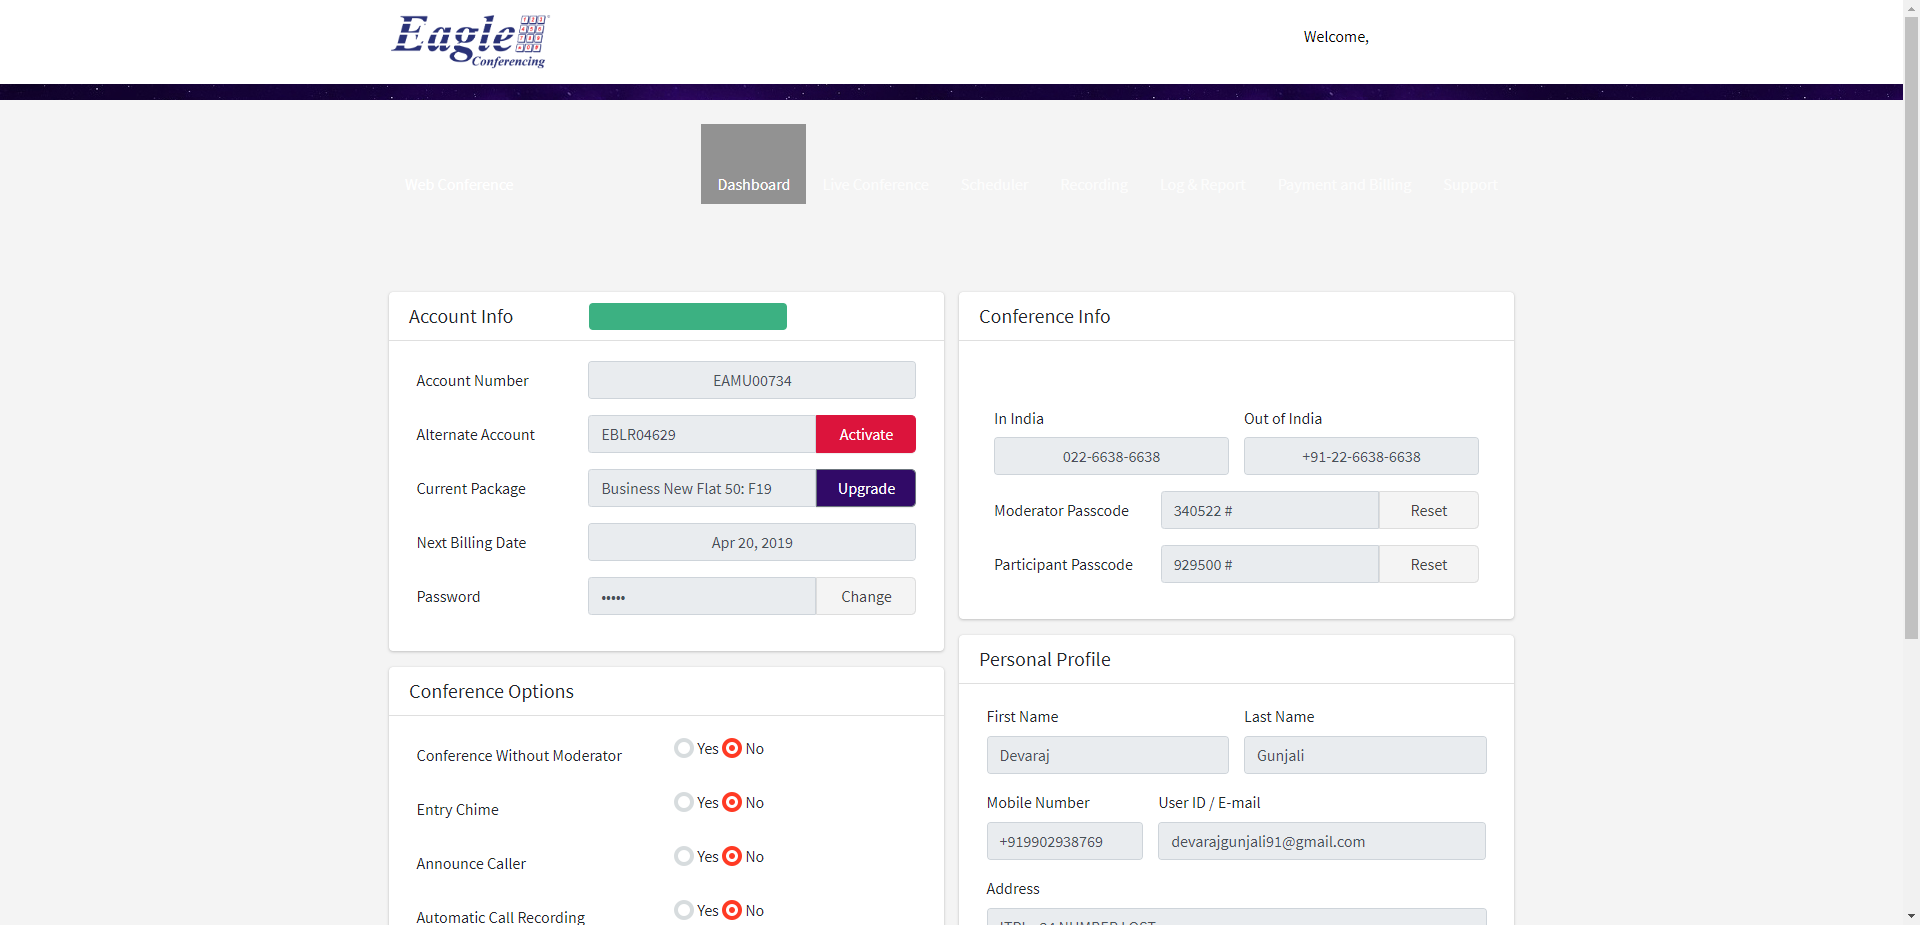 Eagle
Conferencing
Welcome,
Web Conference
Dashboard
Live Conference
Scheduler
Recording
Log & Report
Payment and Billing
Support
Account Info
Account Number
EAMU00734
Alternate Account
EBLR04629
Activate
Current Package
Business New Flat 50: F19
Upgrade
Next Billing Date
Apr 20, 2019
Password
•••••
Change
Conference Options
Conference Without Moderator
Yes No
Entry Chime
Yes No
Announce Caller
Yes No
Automatic Call Recording
Yes No
Conference Info
In India
Out of India
022-6638-6638
+91-22-6638-6638
Moderator Passcode
340522 #
Reset
Participant Passcode
929500 #
Reset
Personal Profile
First Name
Last Name
Devaraj
Gunjali
Mobile Number
User ID / E-mail
+919902938769
devarajgunjali91@gmail.com
Address